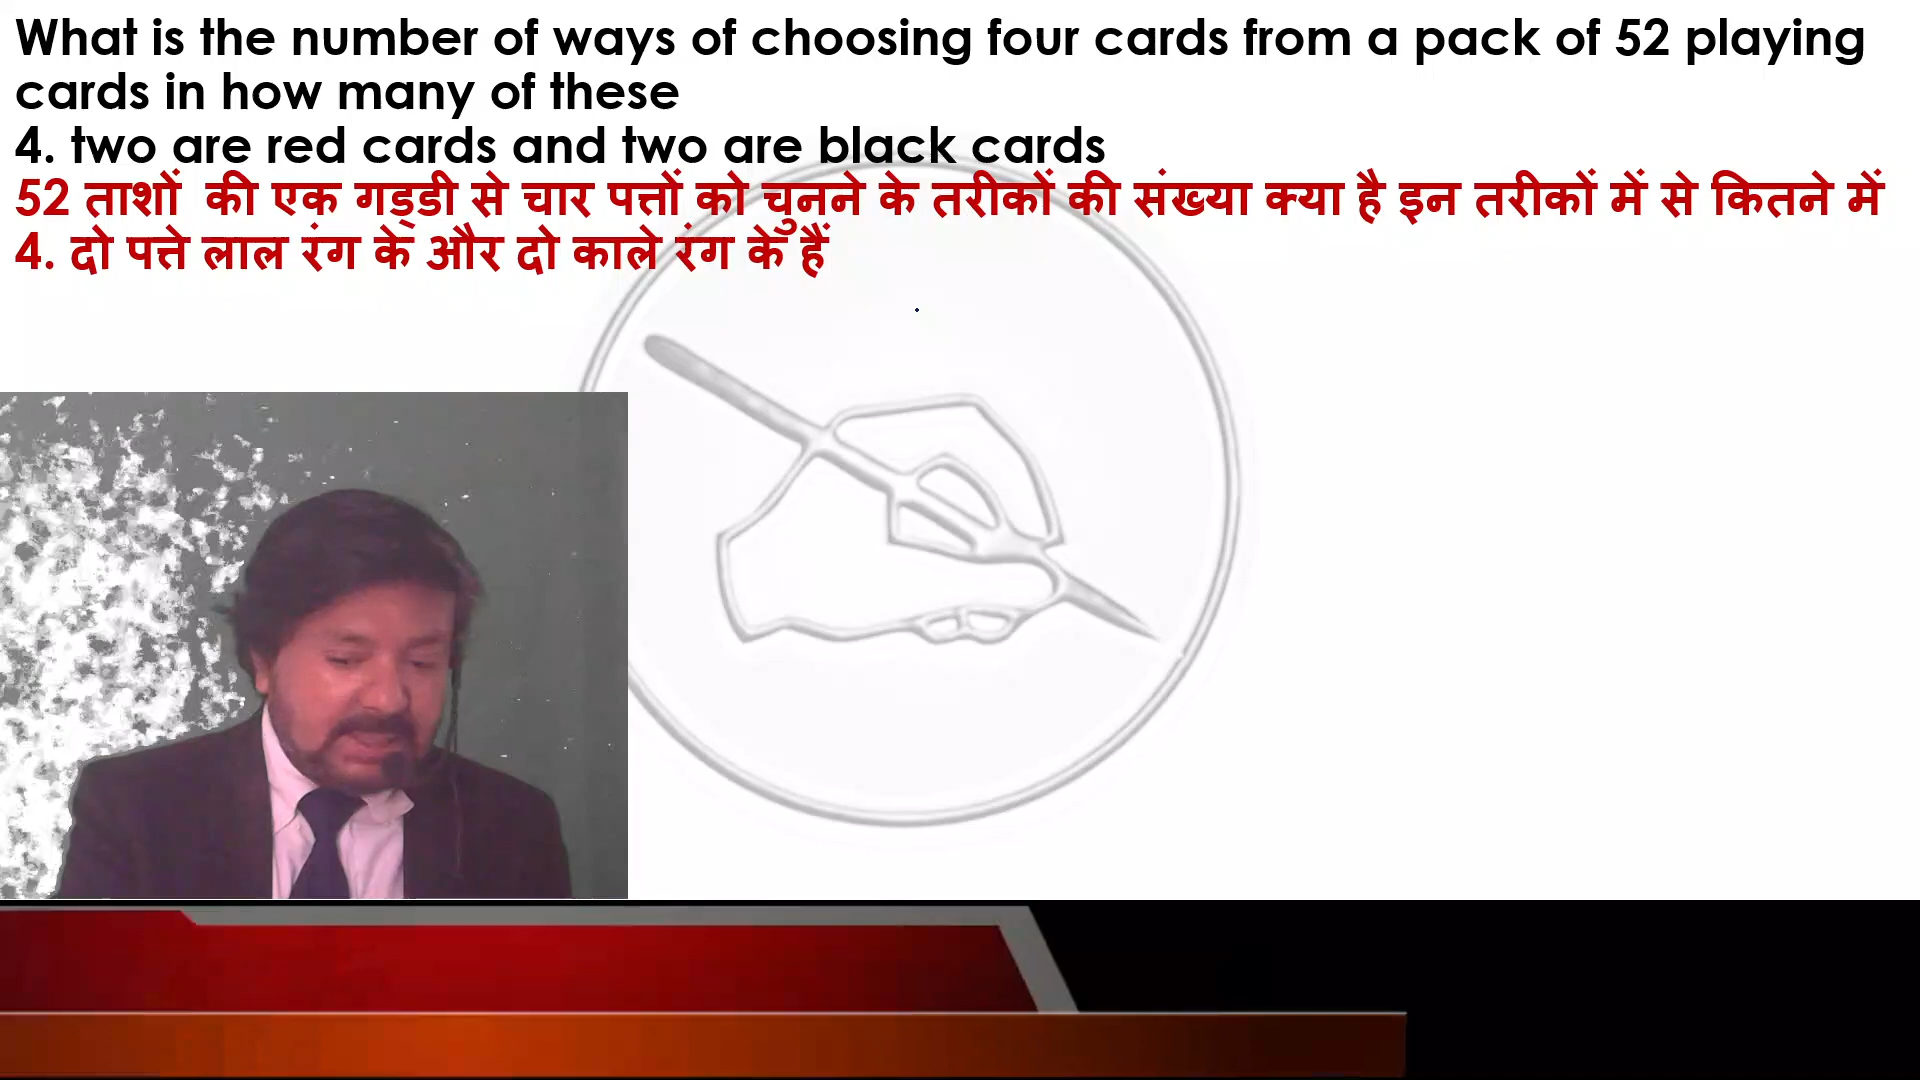 What is the number of ways of choosing four cards from a pack of 52 playing
cards in how many of these
4. two are red cards and two are black cards
52 ताशों की एक गड्डी से चार पत्तों को चुनने के तरीकों की संख्या क्या है इन तरीकों में से कितने में
4. दो पत्ते लाल रंग के और दो काले रंग के हैं